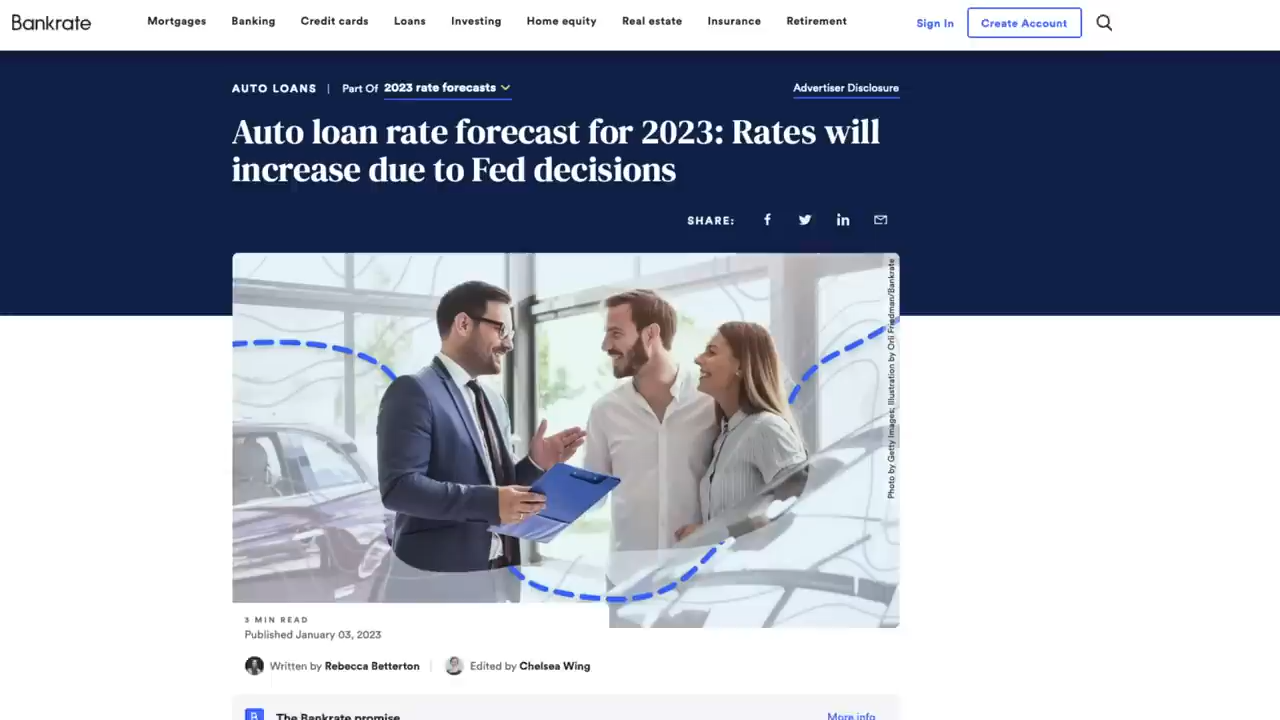 Bankrate
Mortgages Banking Credit cards Loans Investing Home equity Real estate Insurance Retirement
Sign In Create Account
AUTO LOANS | Part Of 2023 rate forecasts
Advertiser Disclosure
Auto loan rate forecast for 2023: Rates will
increase due to Fed decisions
SHARE:
Photo by Getty Images; Illustration by Orli Friedman/Bankrate
3 MIN READ
Published January 03, 2023
Written by Rebecca Betterton | Edited by Chelsea Wing
The Bankrate promise
More info